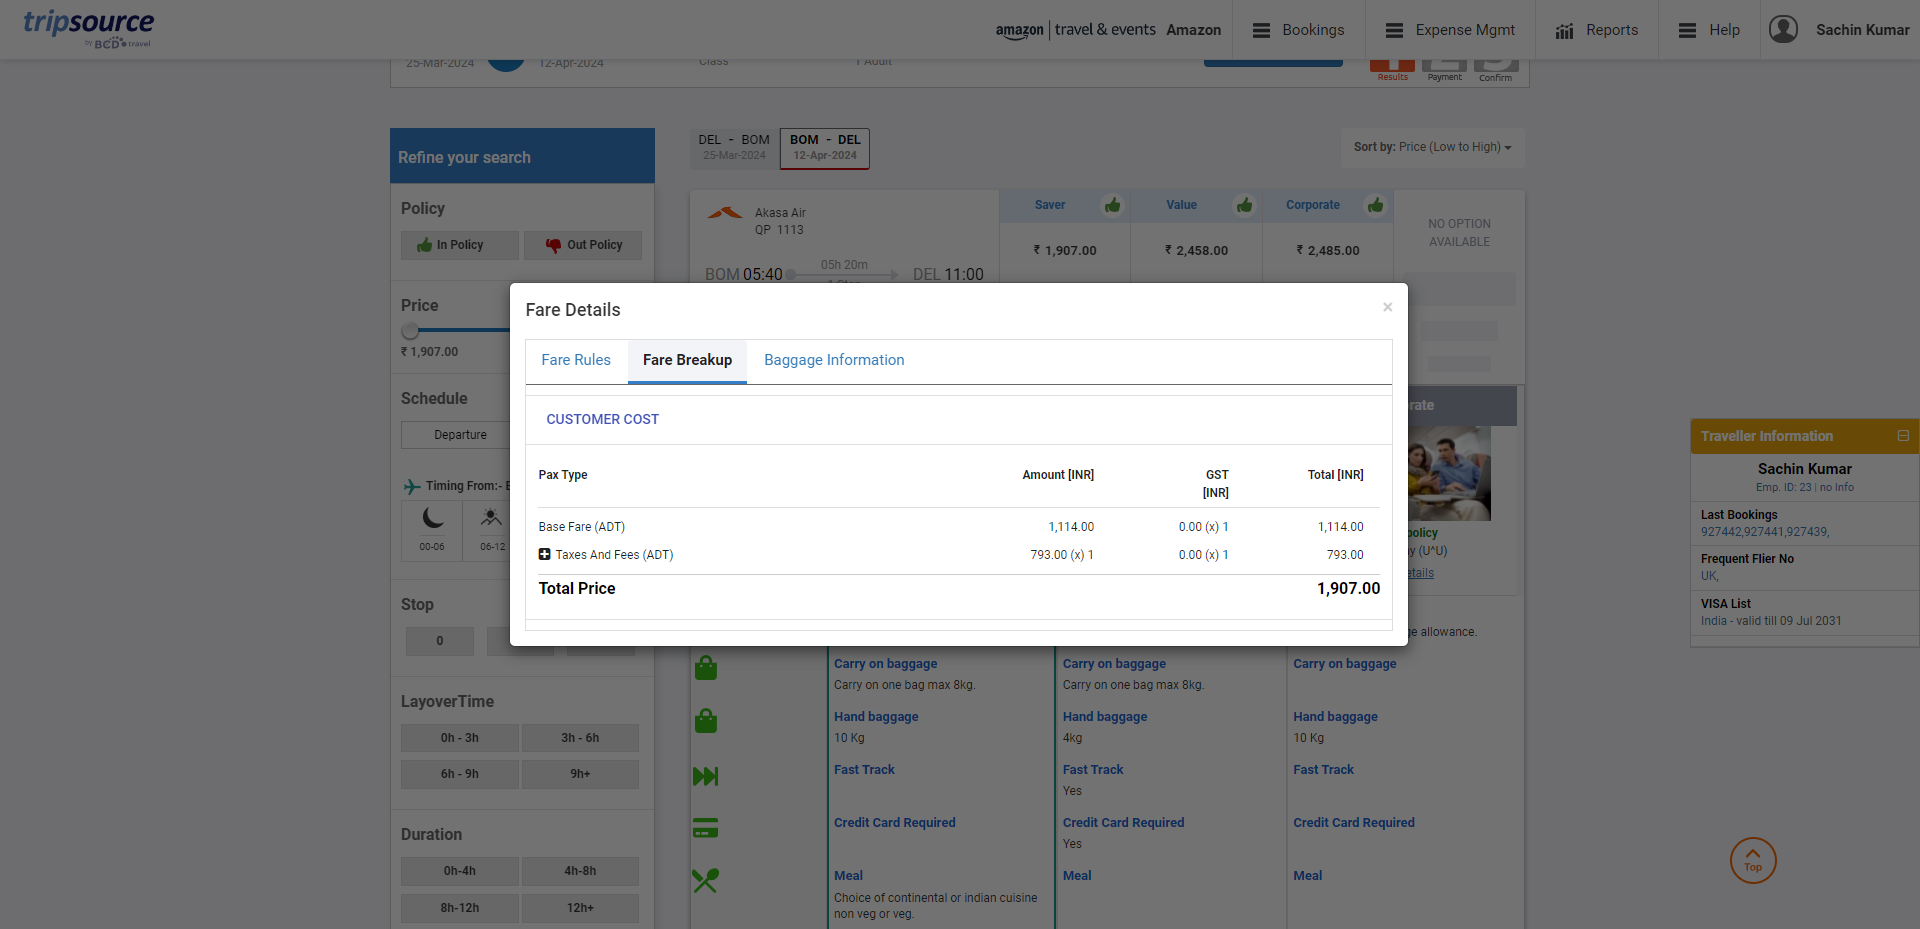 tripsource
by BCD travel
amazon | travel & events Amazon
Bookings
Expense Mgmt
Reports
Help
Sachin Kumar
25-Mar-2024
12-Apr-2024
Class
1 Adult
Results
Payment
Confirm
Refine your search
Policy
In Policy
Out Policy
Price
₹ 1,907.00
Schedule
Departure
Timing From:-
00-06
06-12
Stop
0
LayoverTime
0h - 3h
3h - 6h
6h - 9h
9h+
Duration
0h-4h
4h-8h
8h-12h
12h+
DEL - BOM
25-Mar-2024
BOM - DEL
12-Apr-2024
Sort by: Price (Low to High)
Akasa Air
QP 1113
BOM 05:40
05h 20m
DEL 11:00
Saver
Value
Corporate
₹ 1,907.00
₹ 2,458.00
₹ 2,485.00
NO OPTION
AVAILABLE
Fare Details
×
Fare Rules
Fare Breakup
Baggage Information
CUSTOMER COST
Pax Type
Amount [INR]
GST
[INR]
Total [INR]
Base Fare (ADT)
1,114.00
0.00 (x) 1
1,114.00
Taxes And Fees (ADT)
793.00 (x) 1
0.00 (x) 1
793.00
Total Price
1,907.00
rate
policy
y (U^U)
etails
ge allowance.
Carry on baggage
Carry on one bag max 8kg.
Carry on baggage
Carry on one bag max 8kg.
Carry on baggage
Hand baggage
10 Kg
Hand baggage
4kg
Hand baggage
10 Kg
Fast Track
Fast Track
Yes
Fast Track
Credit Card Required
Credit Card Required
Yes
Credit Card Required
Meal
Choice of continental or indian cuisine
non veg or veg.
Meal
Meal
Traveller Information
Sachin Kumar
Emp. ID: 23 | no Info
Last Bookings
927442,927441,927439,
Frequent Flier No
UK,
VISA List
India - valid till 09 Jul 2031
Top